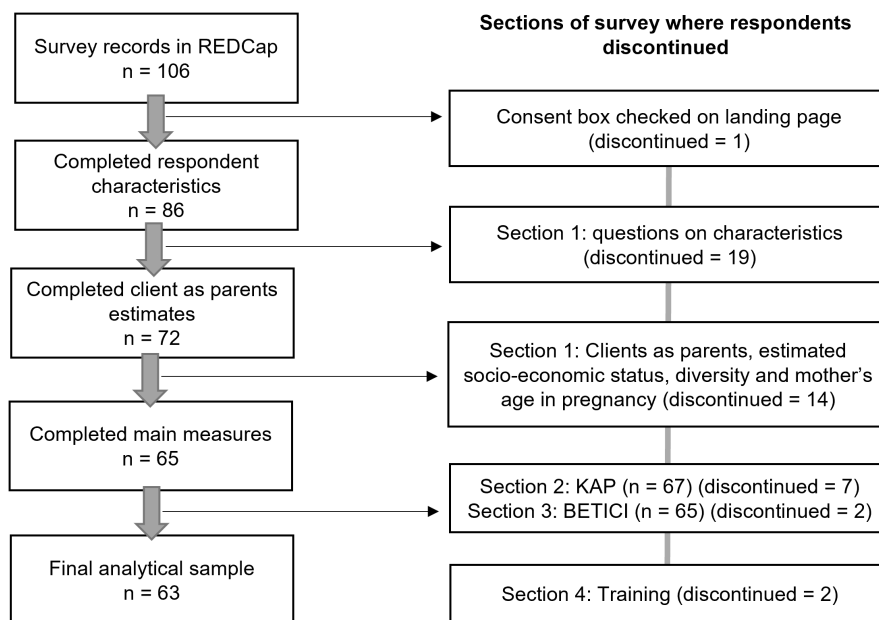 Survey records in REDCap
n = 106
Completed respondent
characteristics
n = 86
Completed client as parents
estimates
n = 72
Completed main measures
n = 65
Final analytical sample
n = 63
Sections of survey where respondents
discontinued
Consent box checked on landing page
(discontinued = 1)
Section 1: questions on characteristics
(discontinued = 19)
Section 1: Clients as parents, estimated
socio-economic status, diversity and mother's
age in pregnancy (discontinued = 14)
Section 2: KAP (n = 67) (discontinued = 7)
Section 3: BETICI (n = 65) (discontinued = 2)
Section 4: Training (discontinued = 2)